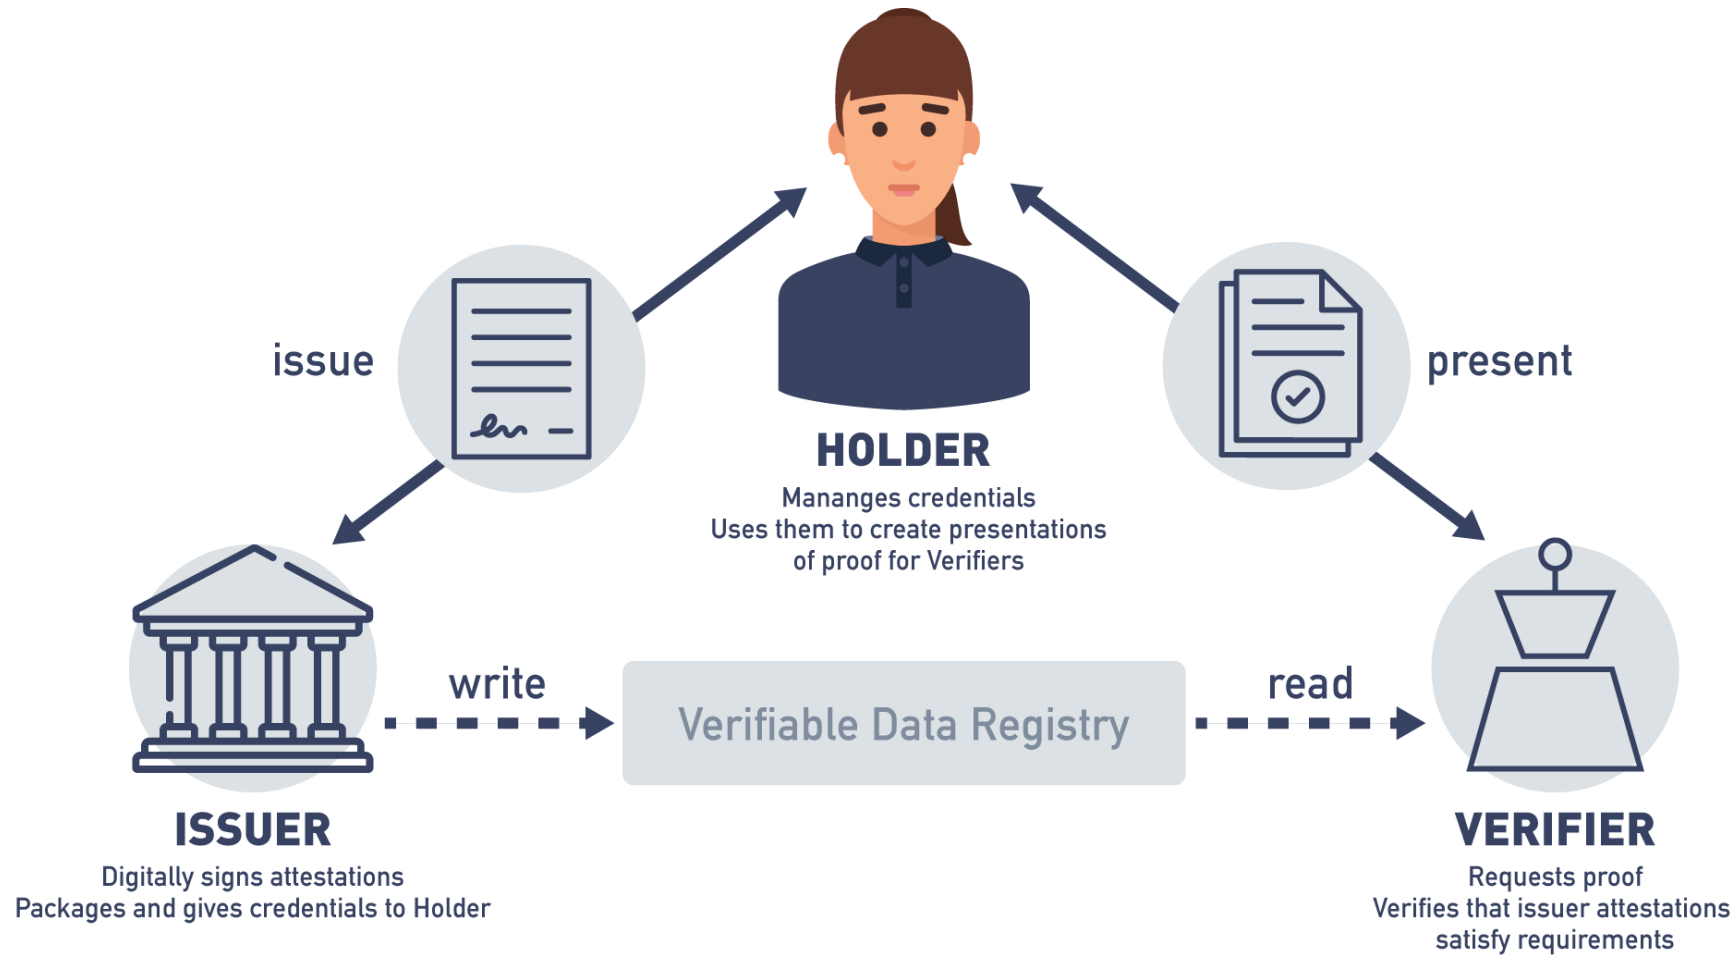 issue
present
HOLDER
Mananges credentials
Uses them to create presentations
of proof for Verifiers
write
Verifiable Data Registry
read
ISSUER
Digitally signs attestations
Packages and gives credentials to Holder
VERIFIER
Requests proof
Verifies that issuer attestations
satisfy requirements